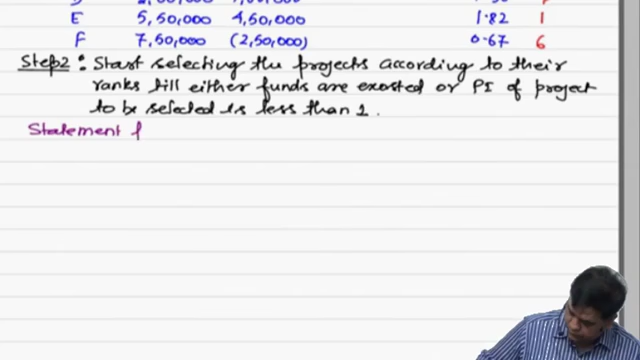 E 5,50,000 4,50,000 1.82 1
F 7,50,000 (2,50,000) 0.67 6
Step2 : Start selecting the projects according to their
ranks till either funds are exosted or PI of project
to be selected is less than 1.
Statement f